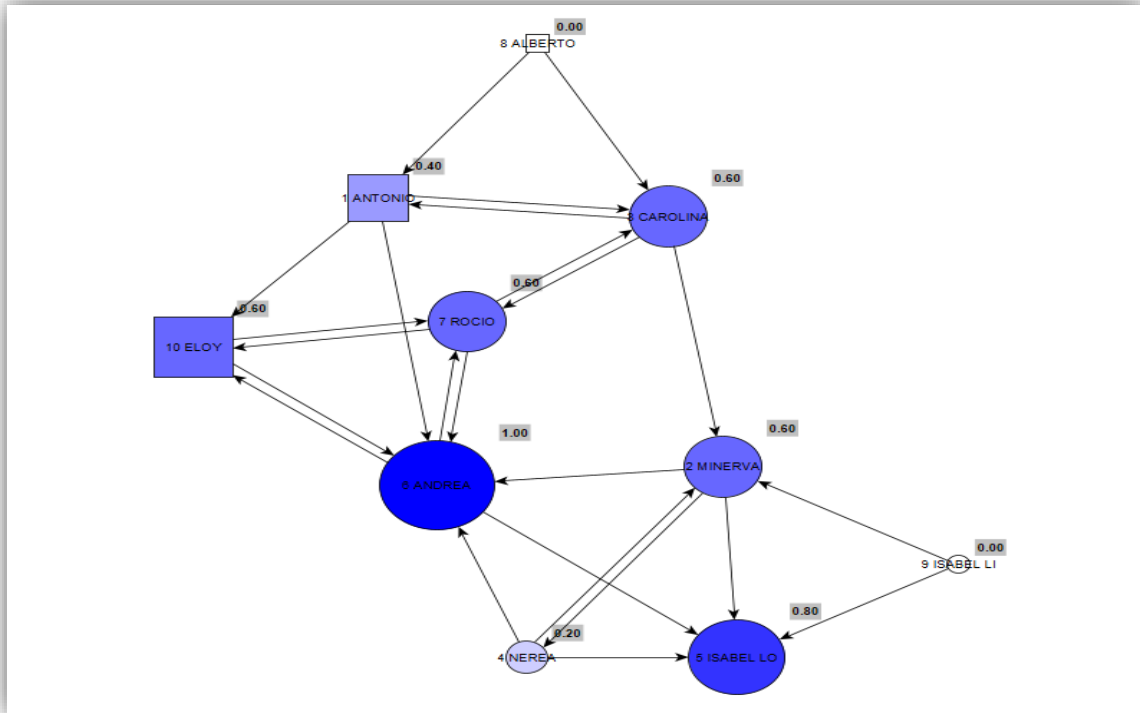 0.00
8 ALBERTO
0.40
1 ANTONIO
0.60
3 CAROLINA
0.60
7 ROCIO
0.60
10 ELOY
1.00
6 ANDREA
0.60
2 MINERVA
0.00
9 ISABEL LI
0.80
5 ISABEL LO
0.20
4 NEREA